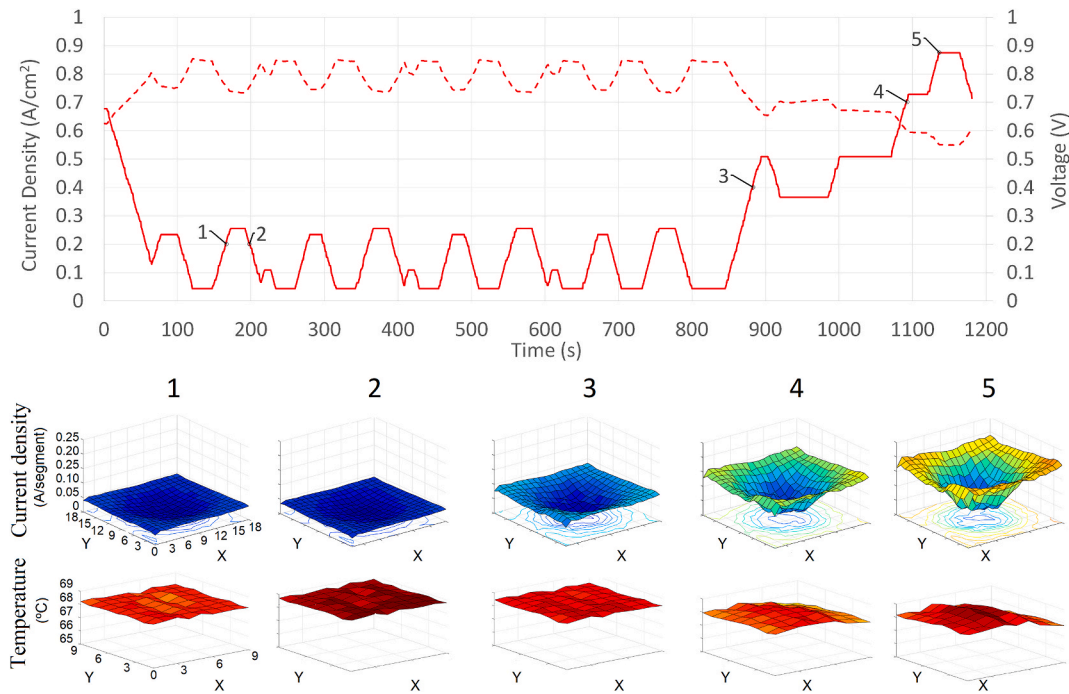 Current Density (A/cm²)
1
0.9
0.8
0.7
0.6
0.5
0.4
0.3
0.2
0.1
0
1
0.9
0.8
0.7
0.6
0.5
0.4
0.3
0.2
0.1
0
Voltage (V)
1
2
3
4
5
0 100 200 300 400 500 600 700 800 900 1000 1100 1200
Time (s)
1 2 3 4 5
Current density
(A/segment)
0.25
0.20
0.15
0.10
0.05
0
18 15 12 9 6 3 0 3 6 9 12 15 18
Y X
Y X
Y X
Y X
Y X
Temperature
(ºC)
69
68
67
66
65
9 6 3 0 3 6 9
Y X
Y X
Y X
Y X
Y X